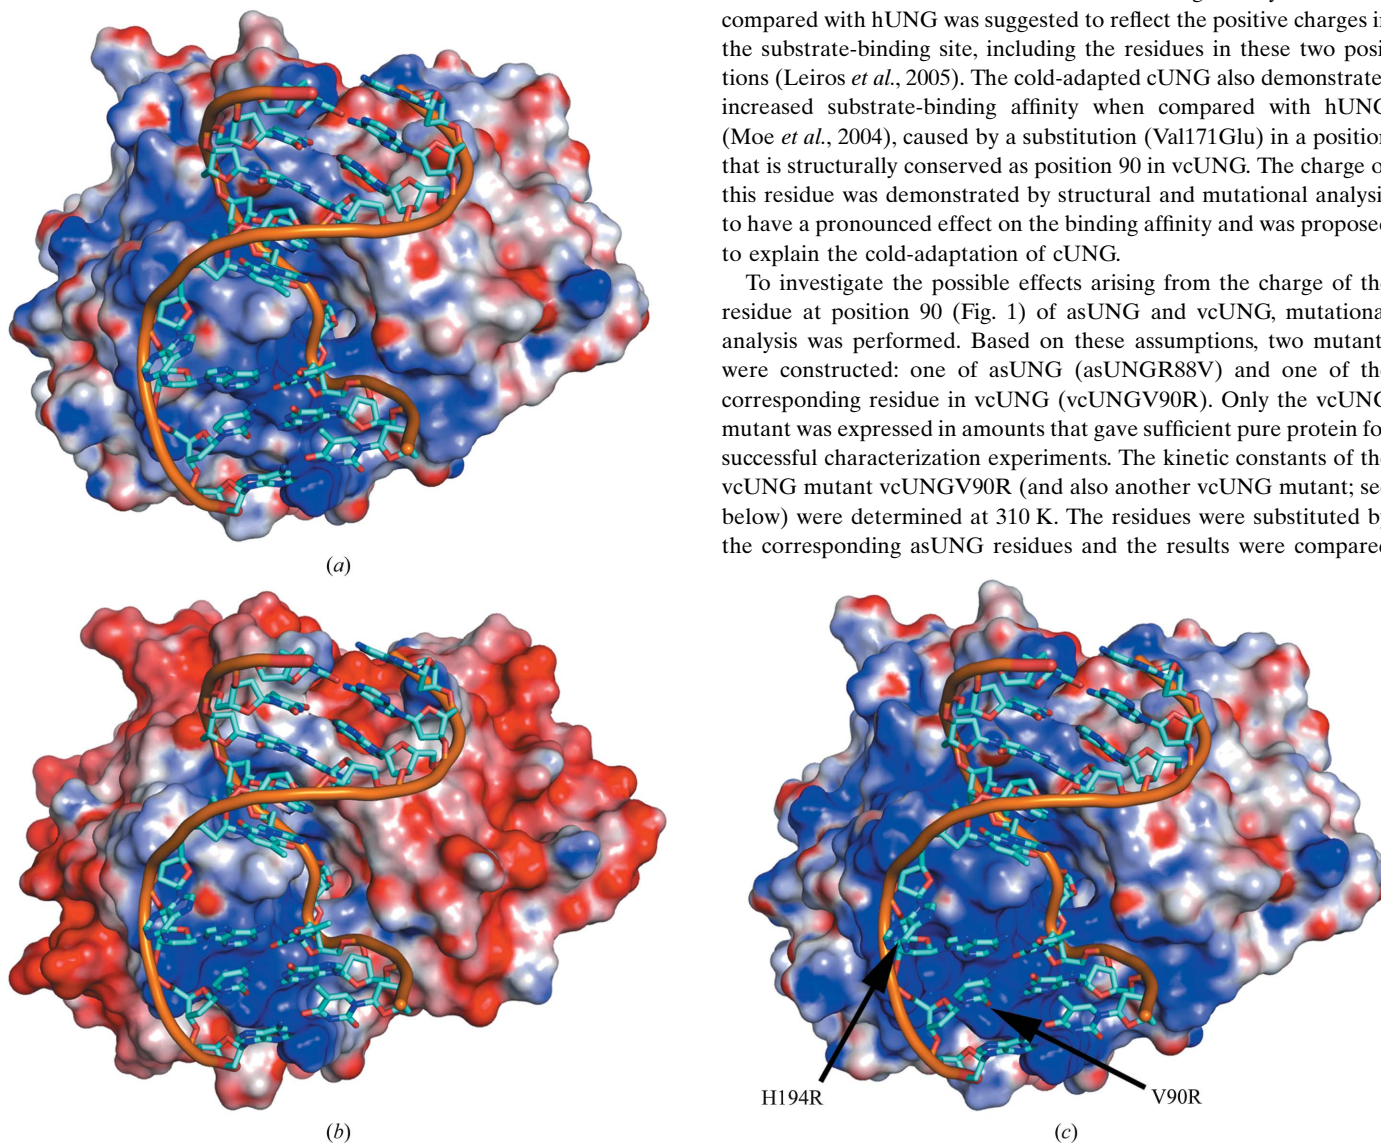 compared with hUNG was suggested to reflect the positive charges i
the substrate-binding site, including the residues in these two posi
tions (Leiros et al., 2005). The cold-adapted cUNG also demonstrate
increased substrate-binding affinity when compared with hUNG
(Moe et al., 2004), caused by a substitution (Val171Glu) in a position
that is structurally conserved as position 90 in vcUNG. The charge o
this residue was demonstrated by structural and mutational analysi
to have a pronounced effect on the binding affinity and was propose
to explain the cold-adaptation of cUNG.
To investigate the possible effects arising from the charge of th
residue at position 90 (Fig. 1) of asUNG and vcUNG, mutationa
analysis was performed. Based on these assumptions, two mutant
were constructed: one of asUNG (asUNGR88V) and one of the
corresponding residue in vcUNG (vcUNGV90R). Only the vcUNG
mutant was expressed in amounts that gave sufficient pure protein fo
successful characterization experiments. The kinetic constants of the
vcUNG mutant vcUNGV90R (and also another vcUNG mutant; se
below) were determined at 310 K. The residues were substituted b
the corresponding asUNG residues and the results were compared
(a)
(b)
H194R
V90R
(c)